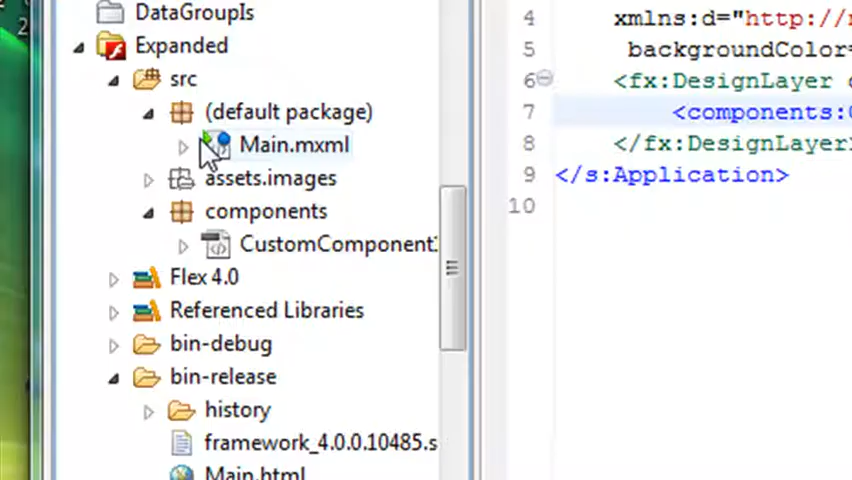 DataGroupIs
Expanded
src
(default package)
Main.mxml
assets.images
components
CustomComponent
Flex 4.0
Referenced Libraries
bin-debug
bin-release
history
framework_4.0.0.10485.s
Main.html
4 xmlns:d="http://
5 backgroundColor=
6 <fx:DesignLayer
7 <components:
8 </fx:DesignLayer>
9 </s:Application>
10